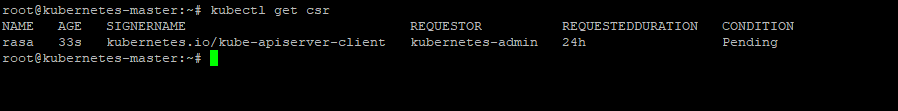 root@kubernetes-master:~# kubectl get csr
NAME   AGE   SIGNERNAME                            REQUESTOR          REQUESTEDDURATION   CONDITION
rasa   33s   kubernetes.io/kube-apiserver-client   kubernetes-admin   24h                 Pending
root@kubernetes-master:~#